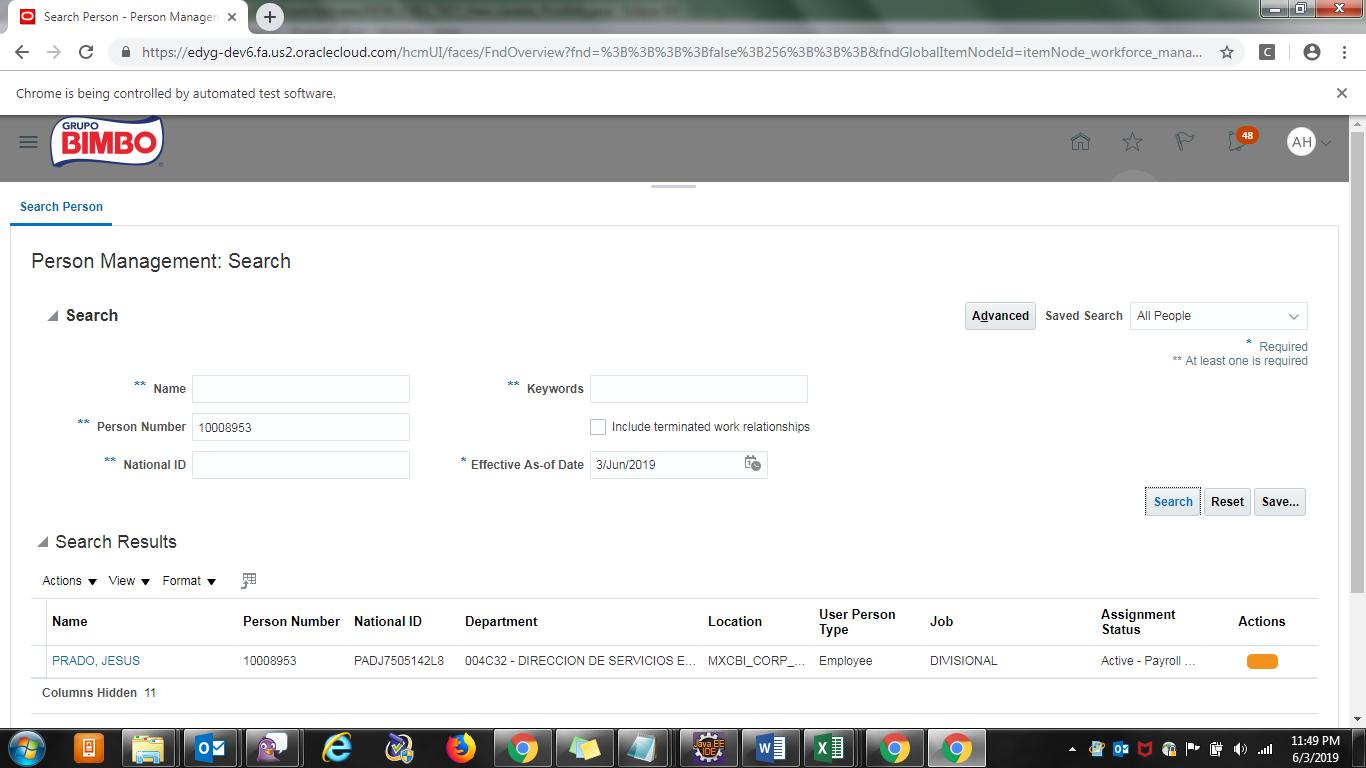 Search Person - Person Managem
https://edyg-dev6.fa.us2.oraclecloud.com/hcmUI/faces/FndOverview?fnd=%3B%3B%3B%3Bfalse%3B256%3B%3B%3B&fndGlobalItemNodeId=itemNode_workforce_mana...
Chrome is being controlled by automated test software.
GRUPO
BIMBO
48
AH
Search Person
Person Management: Search
Search
Advanced
Saved Search
All People
* Required
** At least one is required
** Name
** Keywords
** Person Number 10008953
Include terminated work relationships
** National ID
* Effective As-of Date 3/Jun/2019
Search Reset Save...
Search Results
Actions View Format
Name Person Number National ID Department Location User Person Type Job Assignment Status Actions
PRADO, JESUS 10008953 PADJ7505142L8 004C32 - DIRECCION DE SERVICIOS E... MXCBI_CORP_... Employee DIVISIONAL Active - Payroll ...
Columns Hidden 11
Java EE
IDE
11:49 PM
6/3/2019